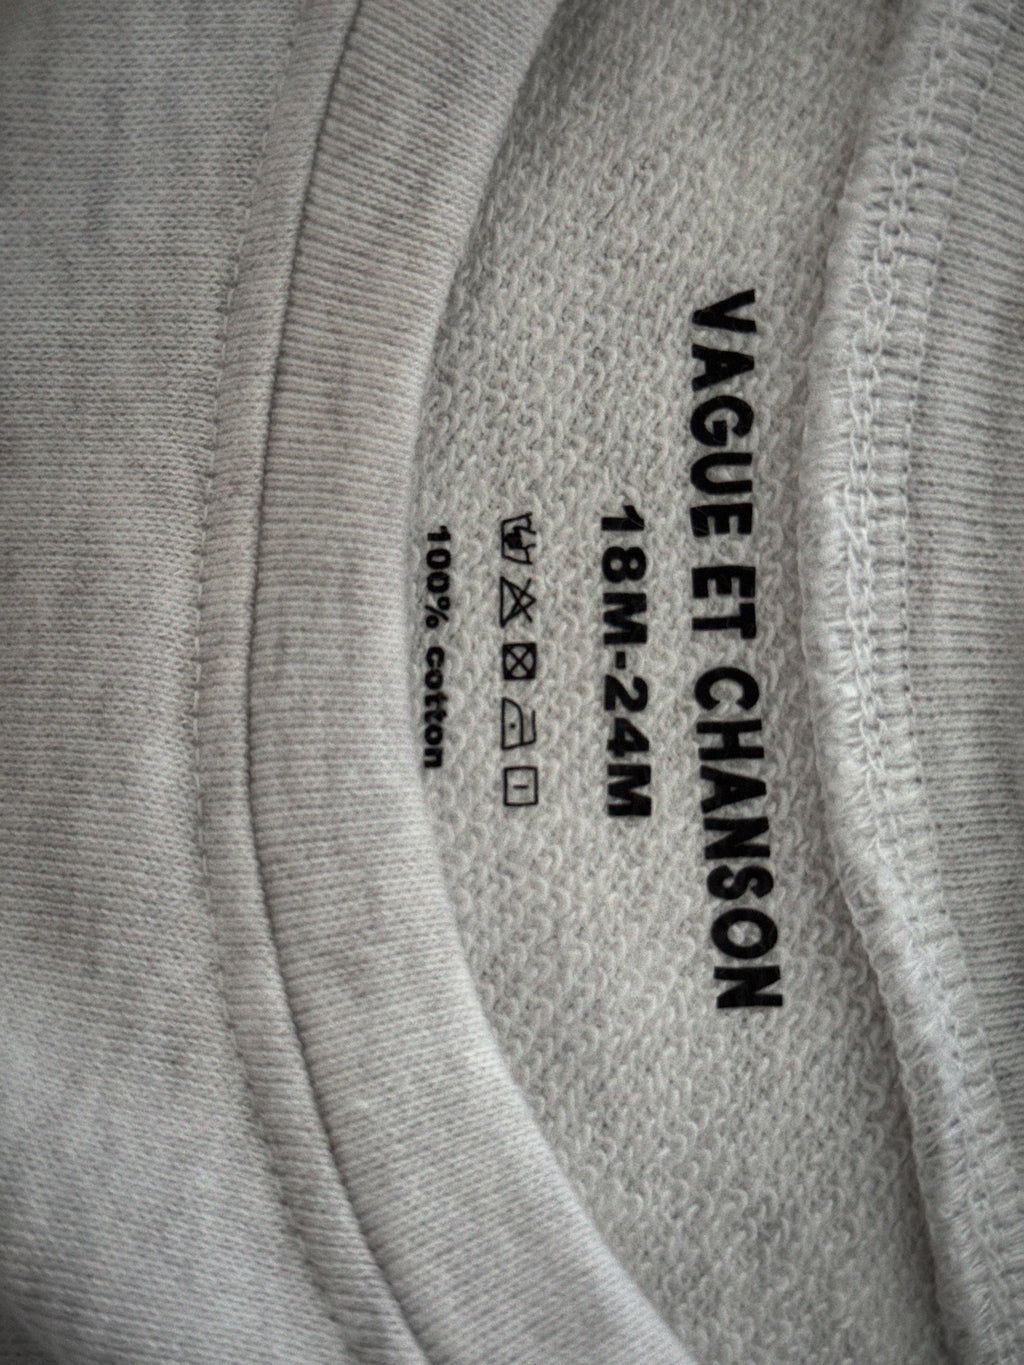 VAGUE ET CHANSON
18M-24M
100% cotton